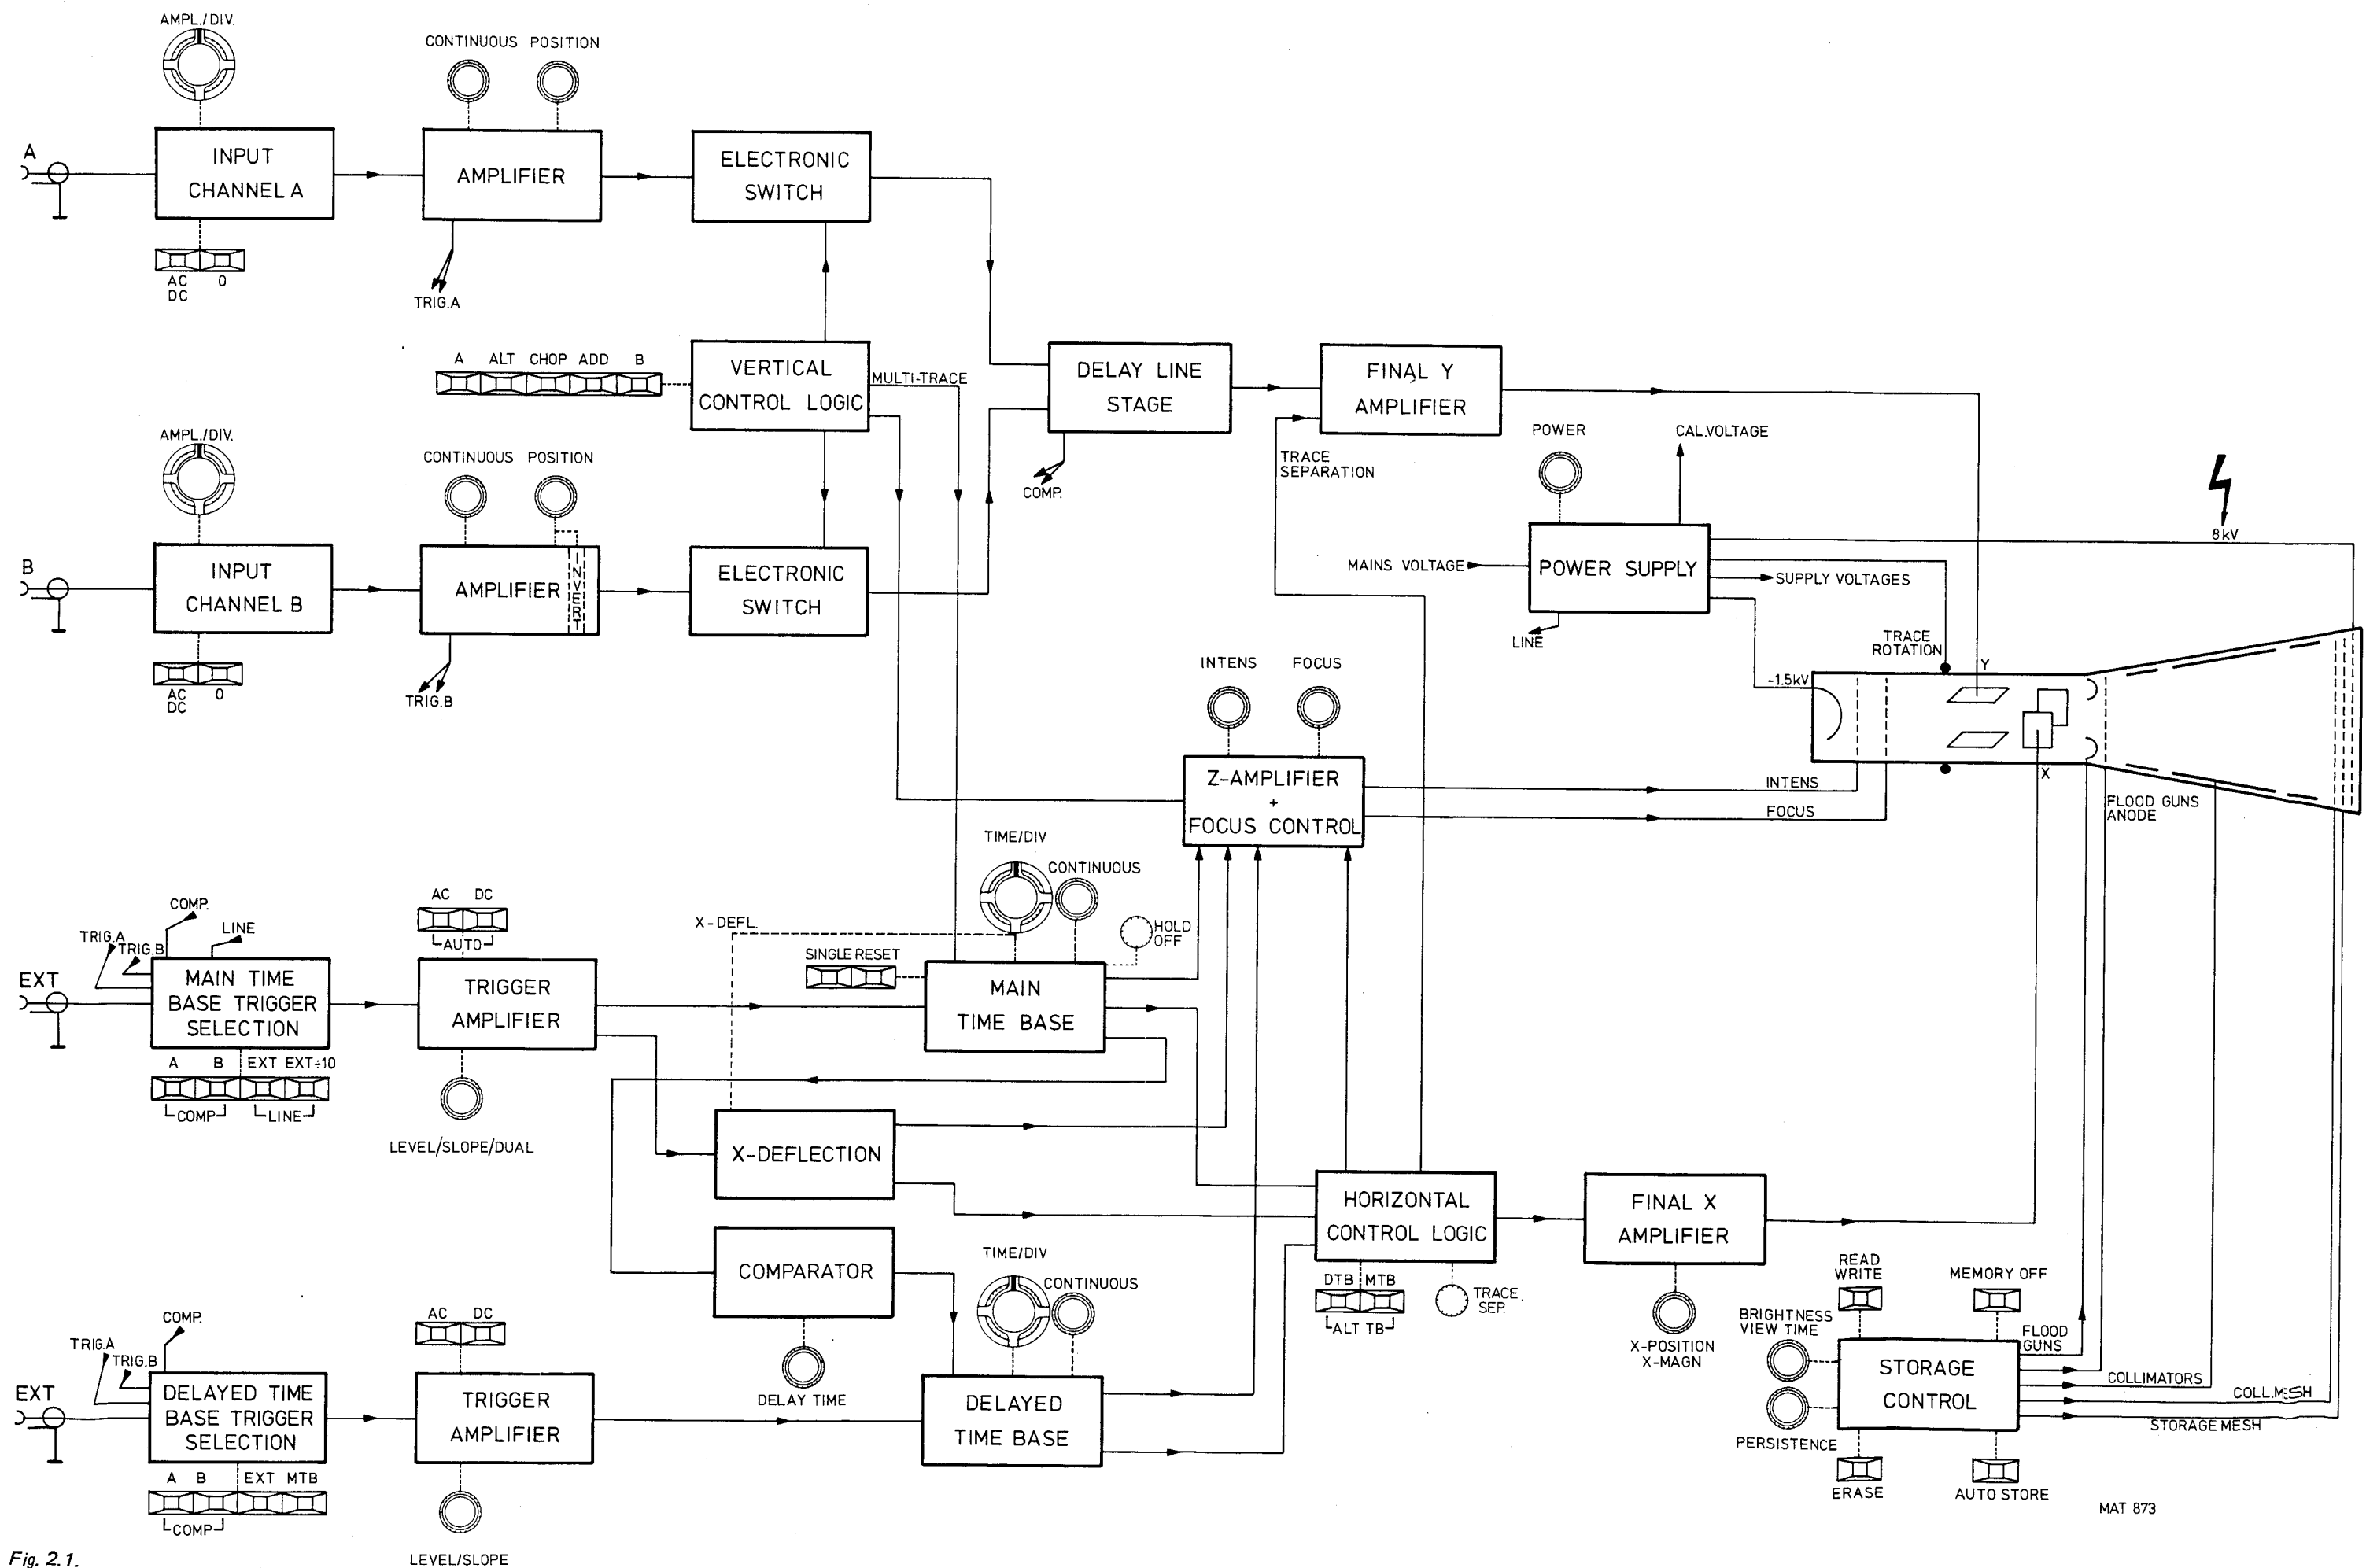 AMPL./DIV.
CONTINUOUS POSITION
A
INPUT
CHANNEL A
AMPLIFIER
ELECTRONIC
SWITCH
AC
DC
0
TRIG.A
A ALT CHOP ADD B
VERTICAL
CONTROL LOGIC
MULTI-TRACE
DELAY LINE
STAGE
COMP.
FINAL Y
AMPLIFIER
TRACE
SEPARATION
POWER
CAL.VOLTAGE
8kV
MAINS VOLTAGE
POWER SUPPLY
SUPPLY VOLTAGES
LINE
AMPL./DIV.
CONTINUOUS POSITION
B
INPUT
CHANNEL B
AMPLIFIER
INVERT
ELECTRONIC
SWITCH
AC
DC
0
TRIG.B
TRACE
ROTATION
Y
-1.5kV
X
FLOOD GUNS
ANODE
INTENS FOCUS
Z-AMPLIFIER
+
FOCUS CONTROL
INTENS
FOCUS
TIME/DIV
CONTINUOUS
HOLD
OFF
X-DEFL.
SINGLE RESET
MAIN
TIME BASE
COMP.
TRIG.A
TRIG.B
LINE
EXT
MAIN TIME
BASE TRIGGER
SELECTION
A B EXT EXT÷10
COMP LINE
AC DC
AUTO
TRIGGER
AMPLIFIER
LEVEL/SLOPE/DUAL
X-DEFLECTION
COMPARATOR
DELAY TIME
HORIZONTAL
CONTROL LOGIC
DTB MTB
ALT TB
TRACE
SEP.
FINAL X
AMPLIFIER
X-POSITION
X-MAGN
TIME/DIV
CONTINUOUS
DELAYED
TIME BASE
COMP.
TRIG.A
TRIG.B
EXT
DELAYED TIME
BASE TRIGGER
SELECTION
A B EXT MTB
COMP
AC DC
TRIGGER
AMPLIFIER
LEVEL/SLOPE
READ
WRITE
MEMORY OFF
BRIGHTNESS
VIEW TIME
PERSISTENCE
STORAGE
CONTROL
FLOOD
GUNS
COLLIMATORS
COLL.MESH
STORAGE MESH
ERASE
AUTO STORE
MAT 873
Fig. 2.1.